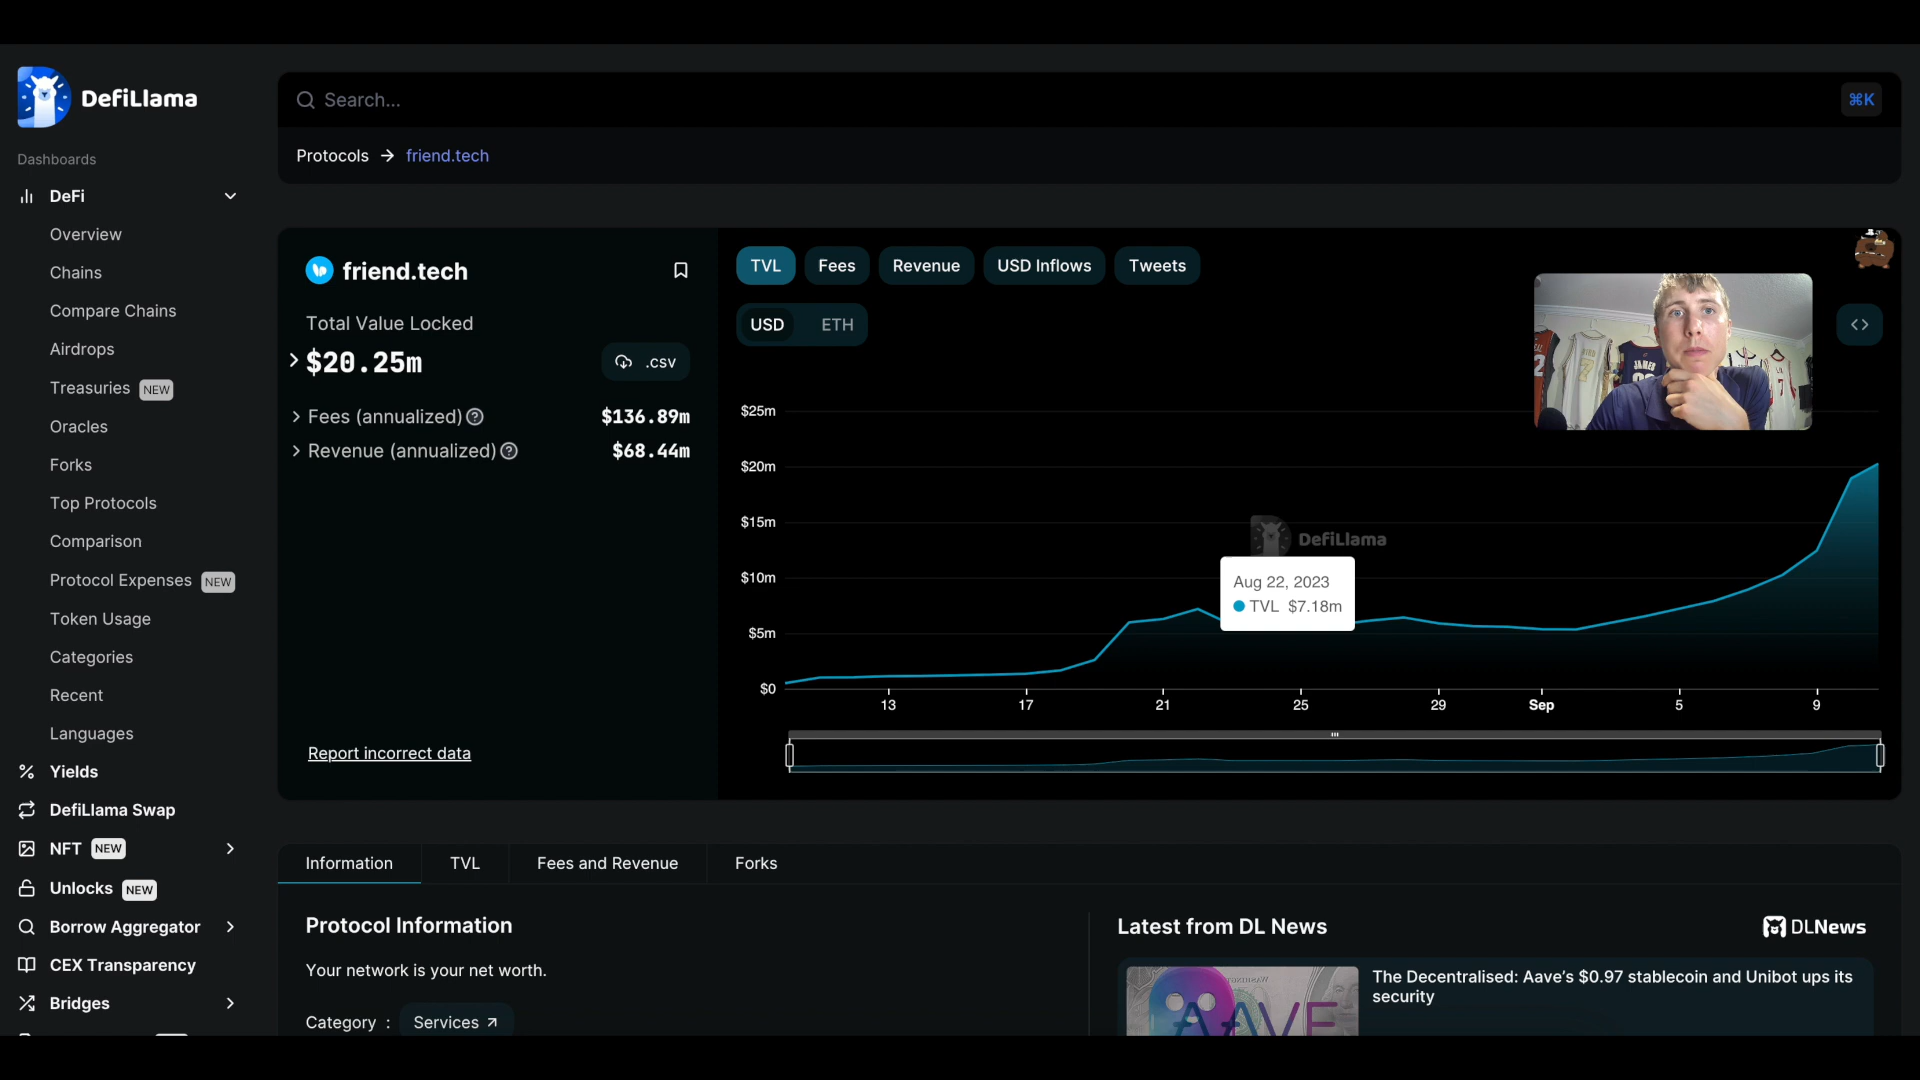 DefiLlama
Search...
⌘K
Dashboards
Protocols → friend.tech
DeFi
Overview
Chains
Compare Chains
Airdrops
Treasuries NEW
Oracles
Forks
Top Protocols
Comparison
Protocol Expenses NEW
Token Usage
Categories
Recent
Languages
Yields
DefiLlama Swap
NFT NEW
Unlocks NEW
Borrow Aggregator
CEX Transparency
Bridges
friend.tech
Total Value Locked
$20.25m
.csv
Fees (annualized) $136.89m
Revenue (annualized) $68.44m
Report incorrect data
TVL Fees Revenue USD Inflows Tweets
USD ETH
JAMES
$25m
$20m
$15m
$10m
$5m
$0
DefiLlama
Aug 22, 2023
TVL $7.18m
13 17 21 25 29 Sep 5 9
Information TVL Fees and Revenue Forks
Protocol Information
Your network is your net worth.
Category : Services
Latest from DL News
DLNews
The Decentralised: Aave’s $0.97 stablecoin and Unibot ups its
security
AAVE